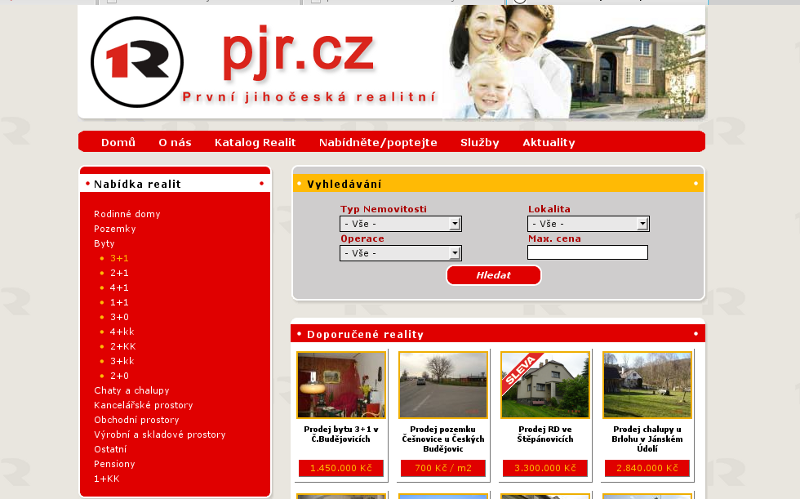 1R
pjr.cz
První jihočeská realitní
Domů
O nás
Katalog Realit
Nabídněte/poptejte
Služby
Aktuality
Nabídka realit
Rodinné domy
Pozemky
Byty
3+1
2+1
4+1
1+1
3+0
4+kk
2+KK
3+kk
2+0
Chaty a chalupy
Kancelářské prostory
Obchodní prostory
Výrobní a skladové prostory
Ostatní
Pensiony
1+KK
Vyhledávání
Typ Nemovitosti
- Vše -
Lokalita
- Vše -
Operace
- Vše -
Max. cena
Hledat
Doporučené reality
Prodej bytu 3+1 v
Č.Budějovicích
1.450.000 Kč
Prodej pozemku
Češnovice u Českých
Budějovic
700 Kč / m2
SLEVA
Prodej RD ve
Štěpánovicích
3.300.000 Kč
Prodej chalupy u
Brlohu v Jánském
Údolí
2.840.000 Kč